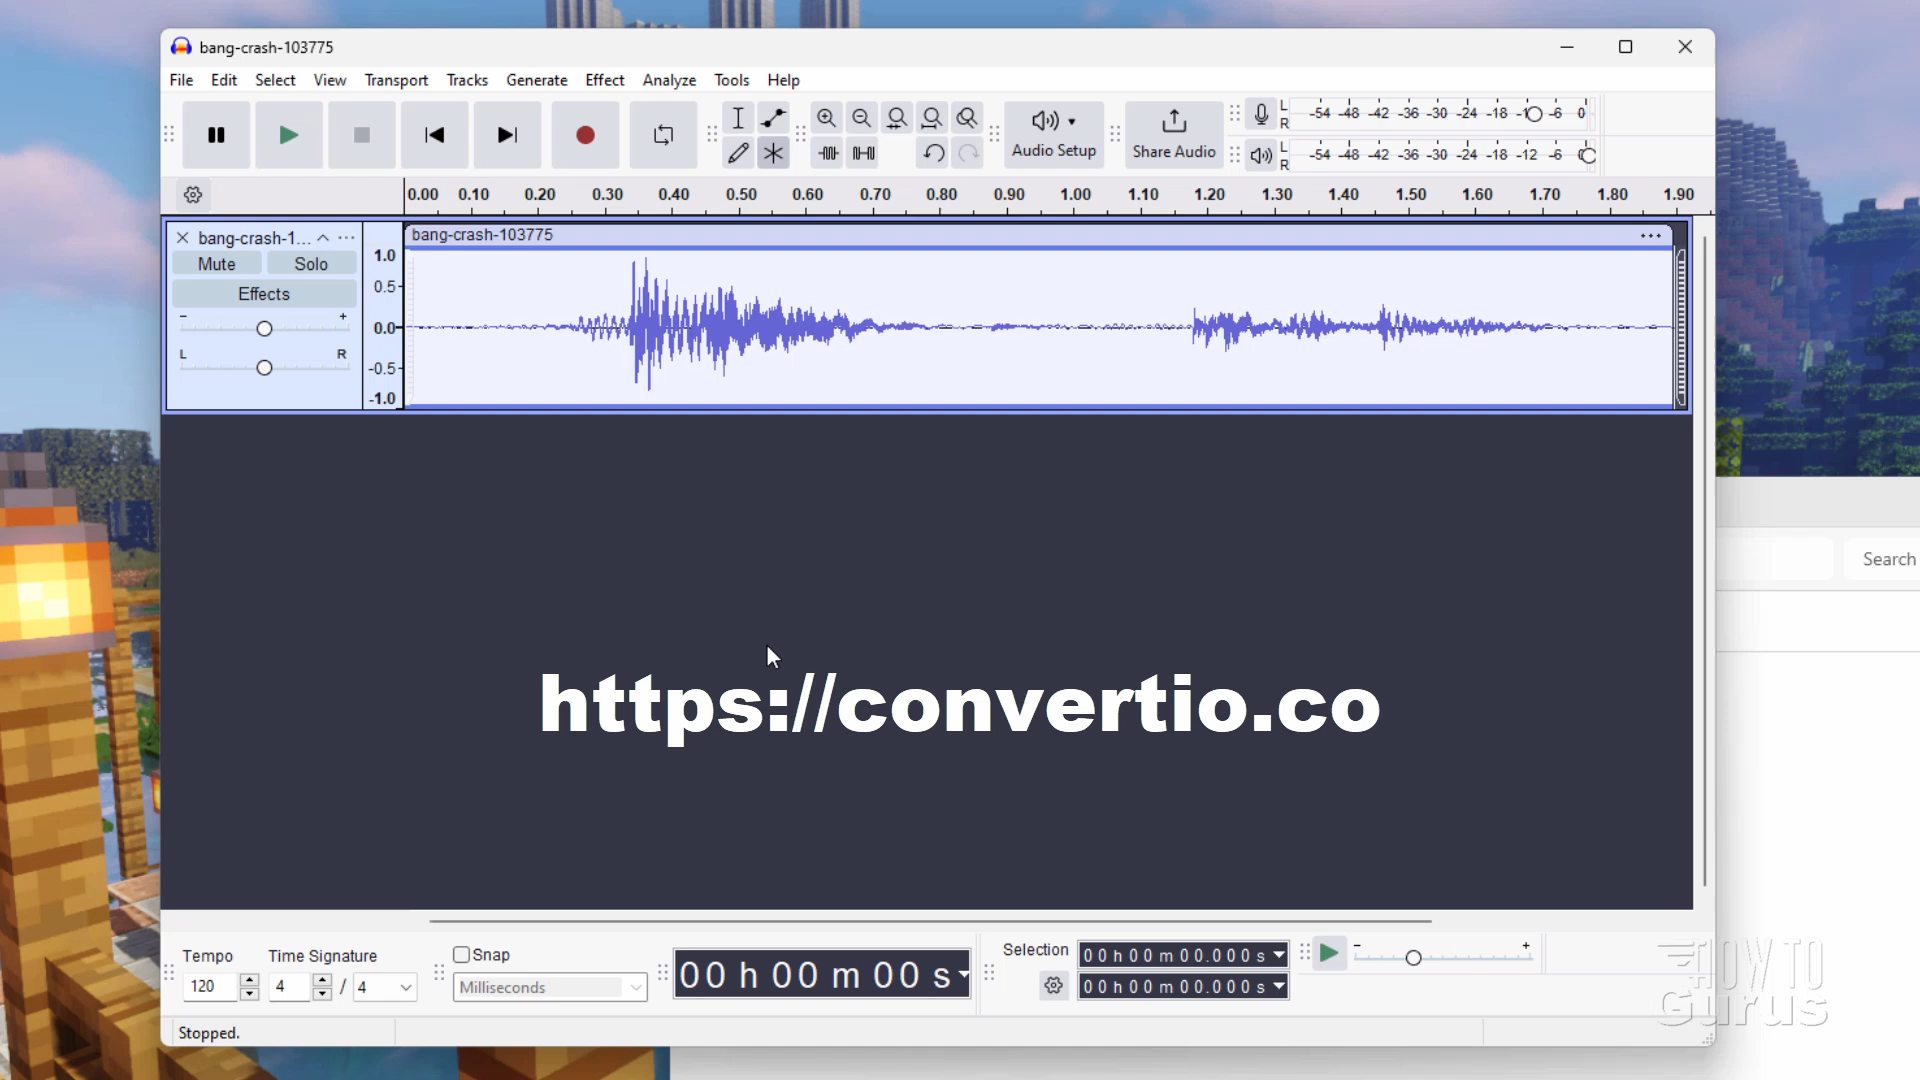 bang-crash-103775
File Edit Select View Transport Tracks Generate Effect Analyze Tools Help
Audio Setup
Share Audio
L R -54 -48 -42 -36 -30 -24 -18 -12 -6 0
L R -54 -48 -42 -36 -30 -24 -18 -12 -6 0
0.00 0.10 0.20 0.30 0.40 0.50 0.60 0.70 0.80 0.90 1.00 1.10 1.20 1.30 1.40 1.50 1.60 1.70 1.80 1.90
bang-crash-1...
bang-crash-103775
Mute Solo
Effects
- +
L R
1.0
0.5
0.0
-0.5
-1.0
Search
https://convertio.co
Tempo
120
Time Signature
4 / 4
Snap
Milliseconds
00 h 00 m 00 s
Selection
00 h 00 m 00.000 s
00 h 00 m 00.000 s
- +
Stopped.
HOW TO
Gurus